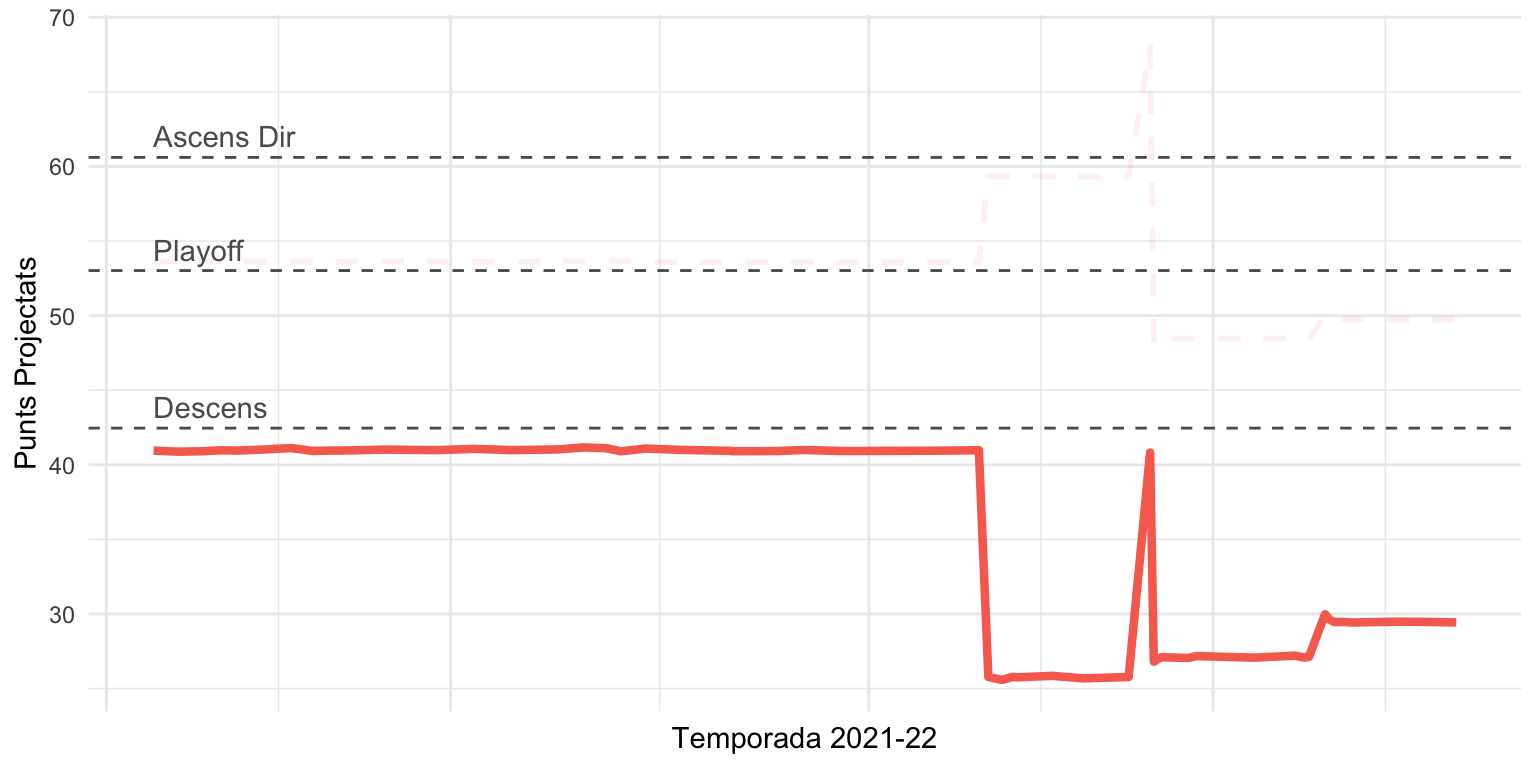 70
Ascens Dir
60
Playoff
50
Descens
40
30
Punts Projectats
Temporada 2021-22